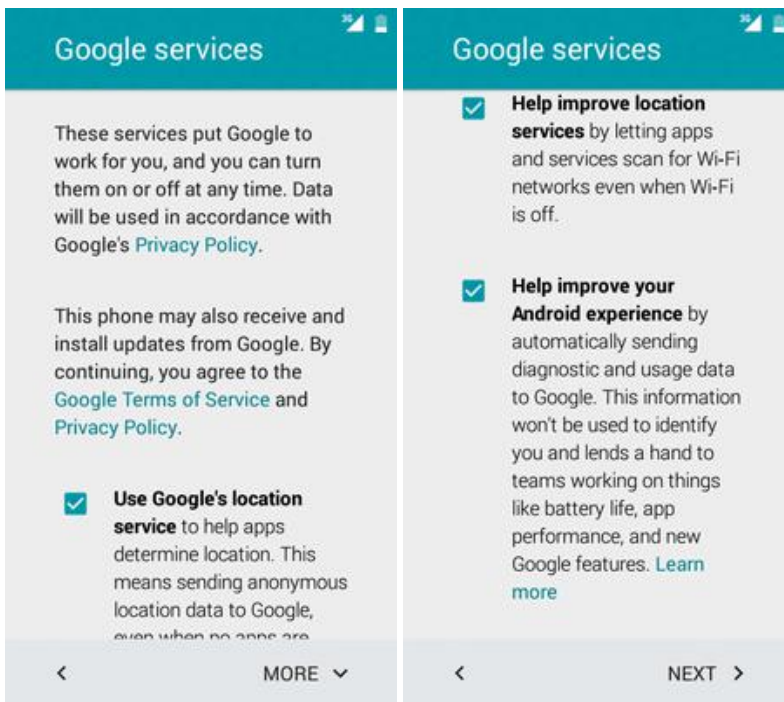 3G
Google services
These services put Google to
work for you, and you can turn
them on or off at any time. Data
will be used in accordance with
Google's Privacy Policy.
This phone may also receive and
install updates from Google. By
continuing, you agree to the
Google Terms of Service and
Privacy Policy.
Use Google's location
service to help apps
determine location. This
means sending anonymous
location data to Google,
even when no apps are
MORE
3G
Google services
Help improve location
services by letting apps
and services scan for Wi-Fi
networks even when Wi-Fi
is off.
Help improve your
Android experience by
automatically sending
diagnostic and usage data
to Google. This information
won't be used to identify
you and lends a hand to
teams working on things
like battery life, app
performance, and new
Google features. Learn
more
NEXT